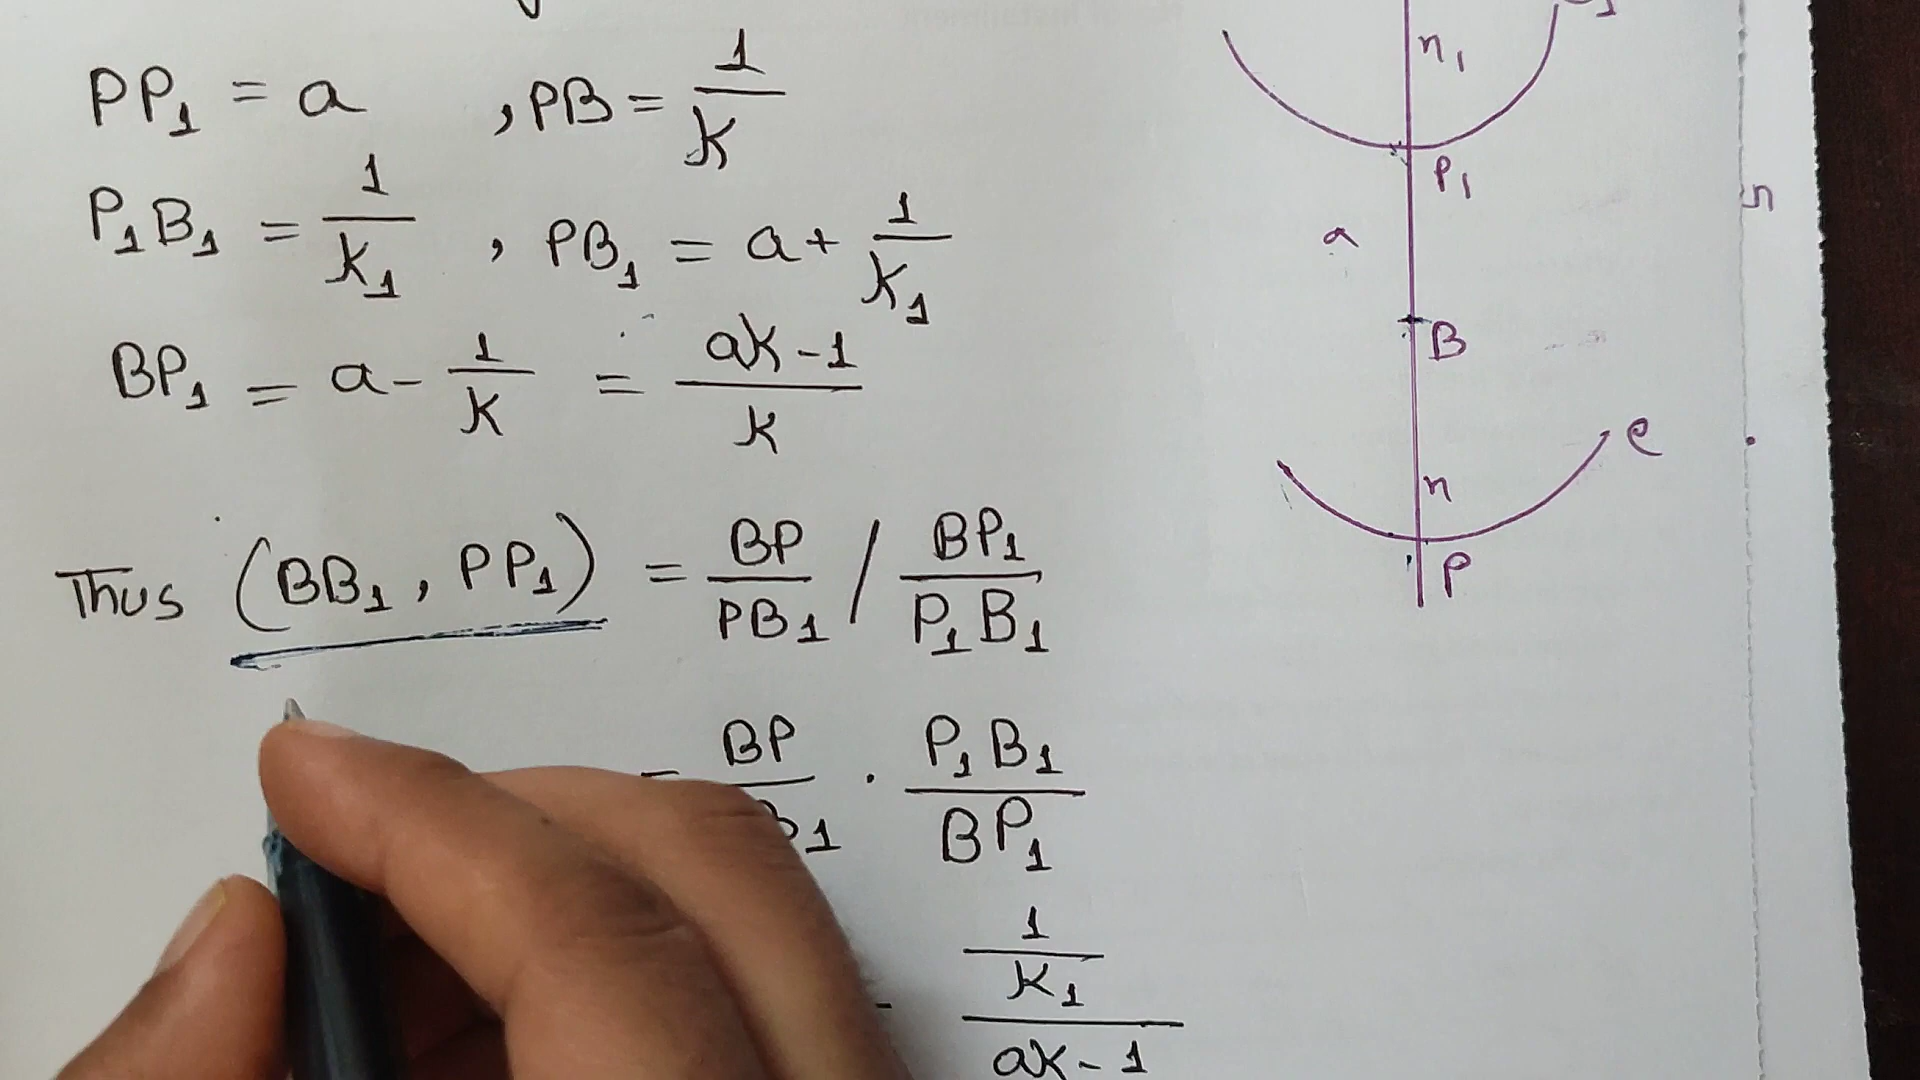 PP₁ = a , PB = 1/K
P₁B₁ = 1/K₁ , PB₁ = a + 1/K₁
BP₁ = a - 1/K = aK-1/K
Thus (BB₁, PP₁) = BP/PB₁ / BP₁/P₁B₁
BP · P₁B₁/BP₁
1/K₁
aK-1
n₁
P₁
a
B
n
P